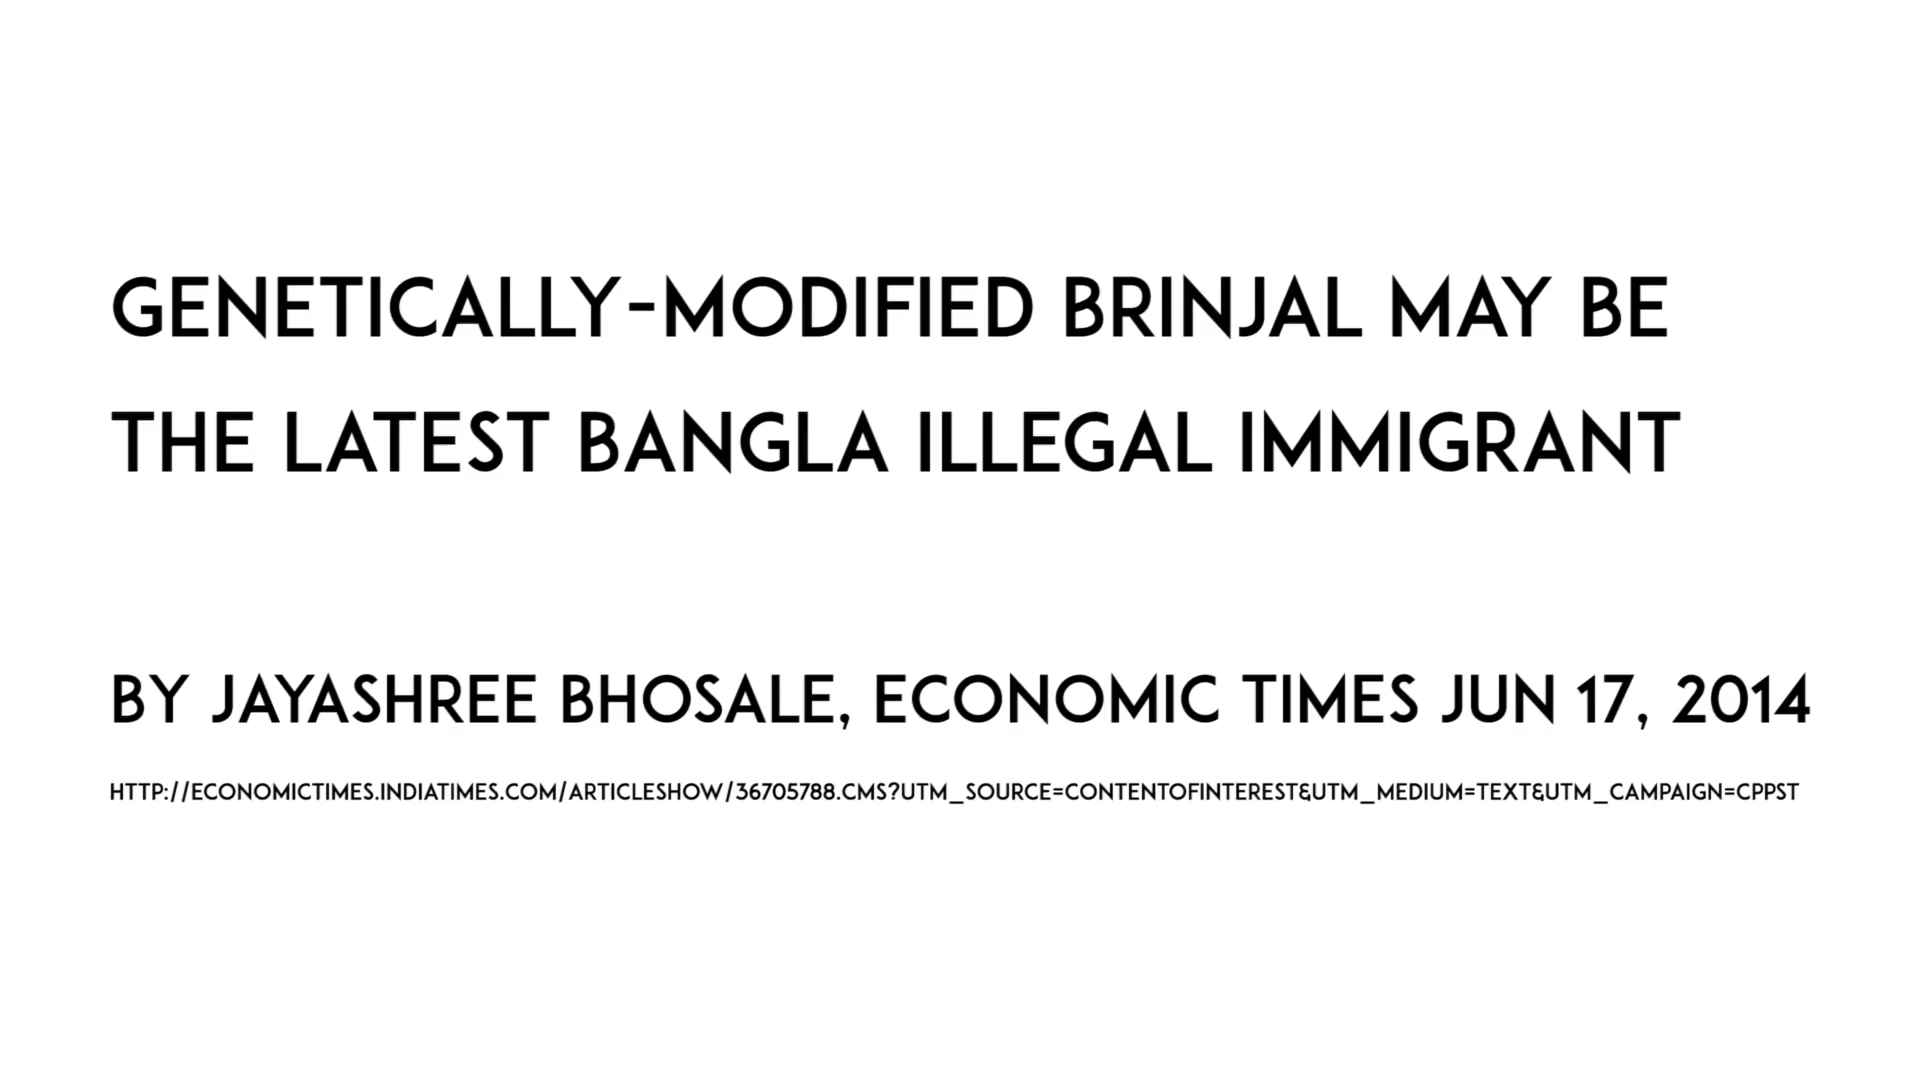 GENETICALLY-MODIFIED BRINJAL MAY BE
THE LATEST BANGLA ILLEGAL IMMIGRANT
BY JAYASHREE BHOSALE, ECONOMIC TIMES JUN 17, 2014
HTTP://ECONOMICTIMES.INDIATIMES.COM/ARTICLESHOW/36705788.CMS?UTM_SOURCE=CONTENTOFINTEREST&UTM_MEDIUM=TEXT&UTM_CAMPAIGN=CPPST